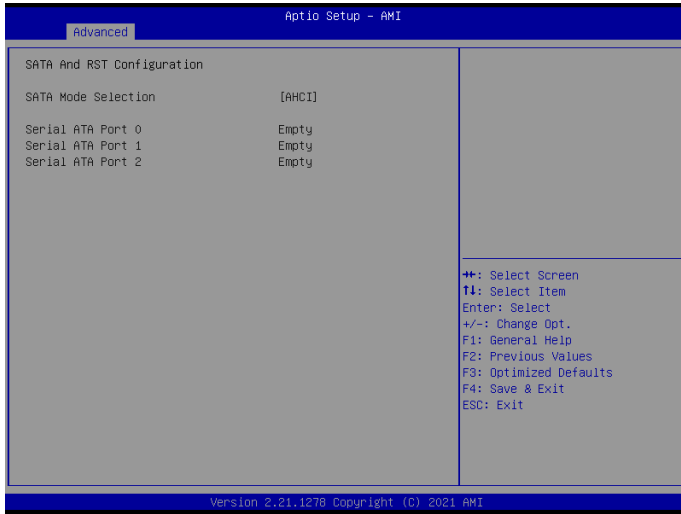 Aptio Setup – AMI
Advanced
SATA And RST Configuration
SATA Mode Selection [AHCI]
Serial ATA Port 0 Empty
Serial ATA Port 1 Empty
Serial ATA Port 2 Empty
→←: Select Screen
↑↓: Select Item
Enter: Select
+/-: Change Opt.
F1: General Help
F2: Previous Values
F3: Optimized Defaults
F4: Save & Exit
ESC: Exit
Version 2.21.1278 Copyright (C) 2021 AMI